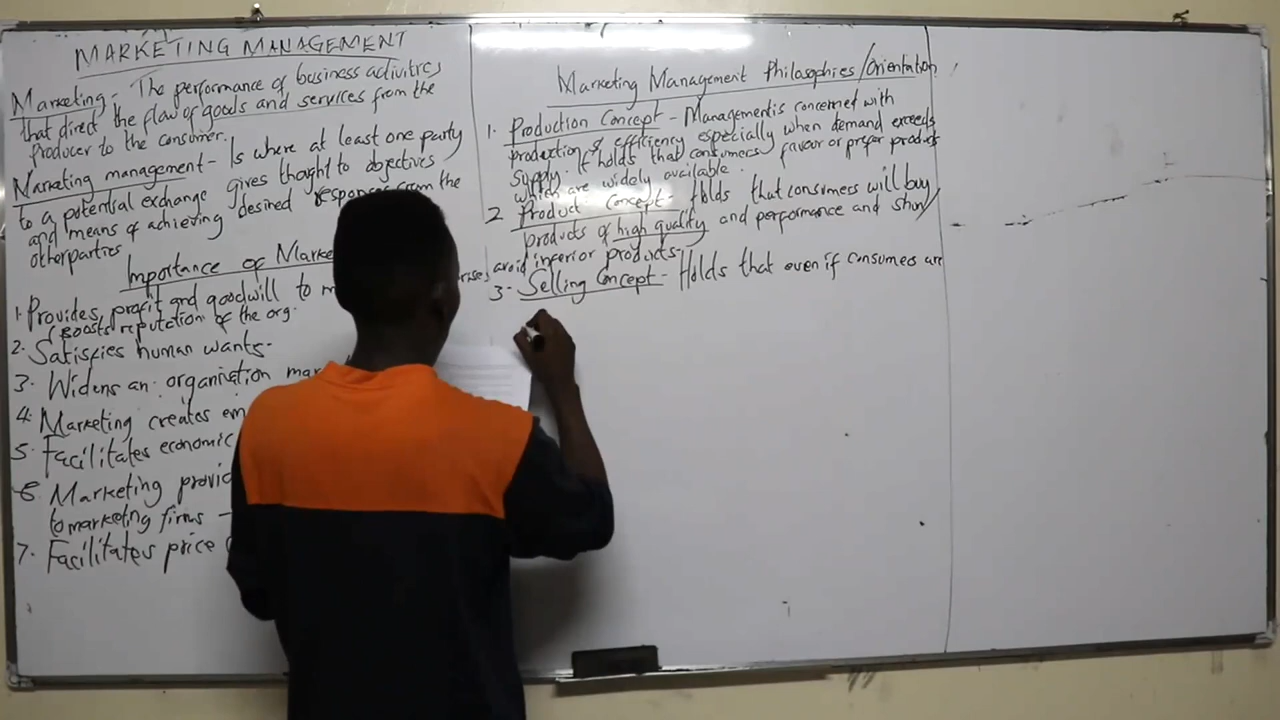 MARKETING MANAGEMENT
Marketing - The performance of business activities
that direct the flow of goods and services from the
producer to the consumer.
Marketing management - Is where at least one party
to a potential exchange gives thought to objectives
and means of achieving desired responses from the
other parties
Importance of Marke
1. Provides profit and goodwill to
(Boosts reputation of the org.
2. Satisfies human wants.
3. Widens an organisation mar
4. Marketing creates em
5. Facilitates economic
6. Marketing provid
to marketing firms -
7. Facilitates price
Marketing Management Philosophies/Orientation
1. Production Concept - Management is concerned with
production & efficiency especially when demand exceeds
supply. It holds that consumers favour or prefer products
which are widely available.
2 Product Concept - Holds that consumers will buy
products of high quality and performance and shun/
avoid inferior products.
3. Selling Concept - Holds that even if consumers are